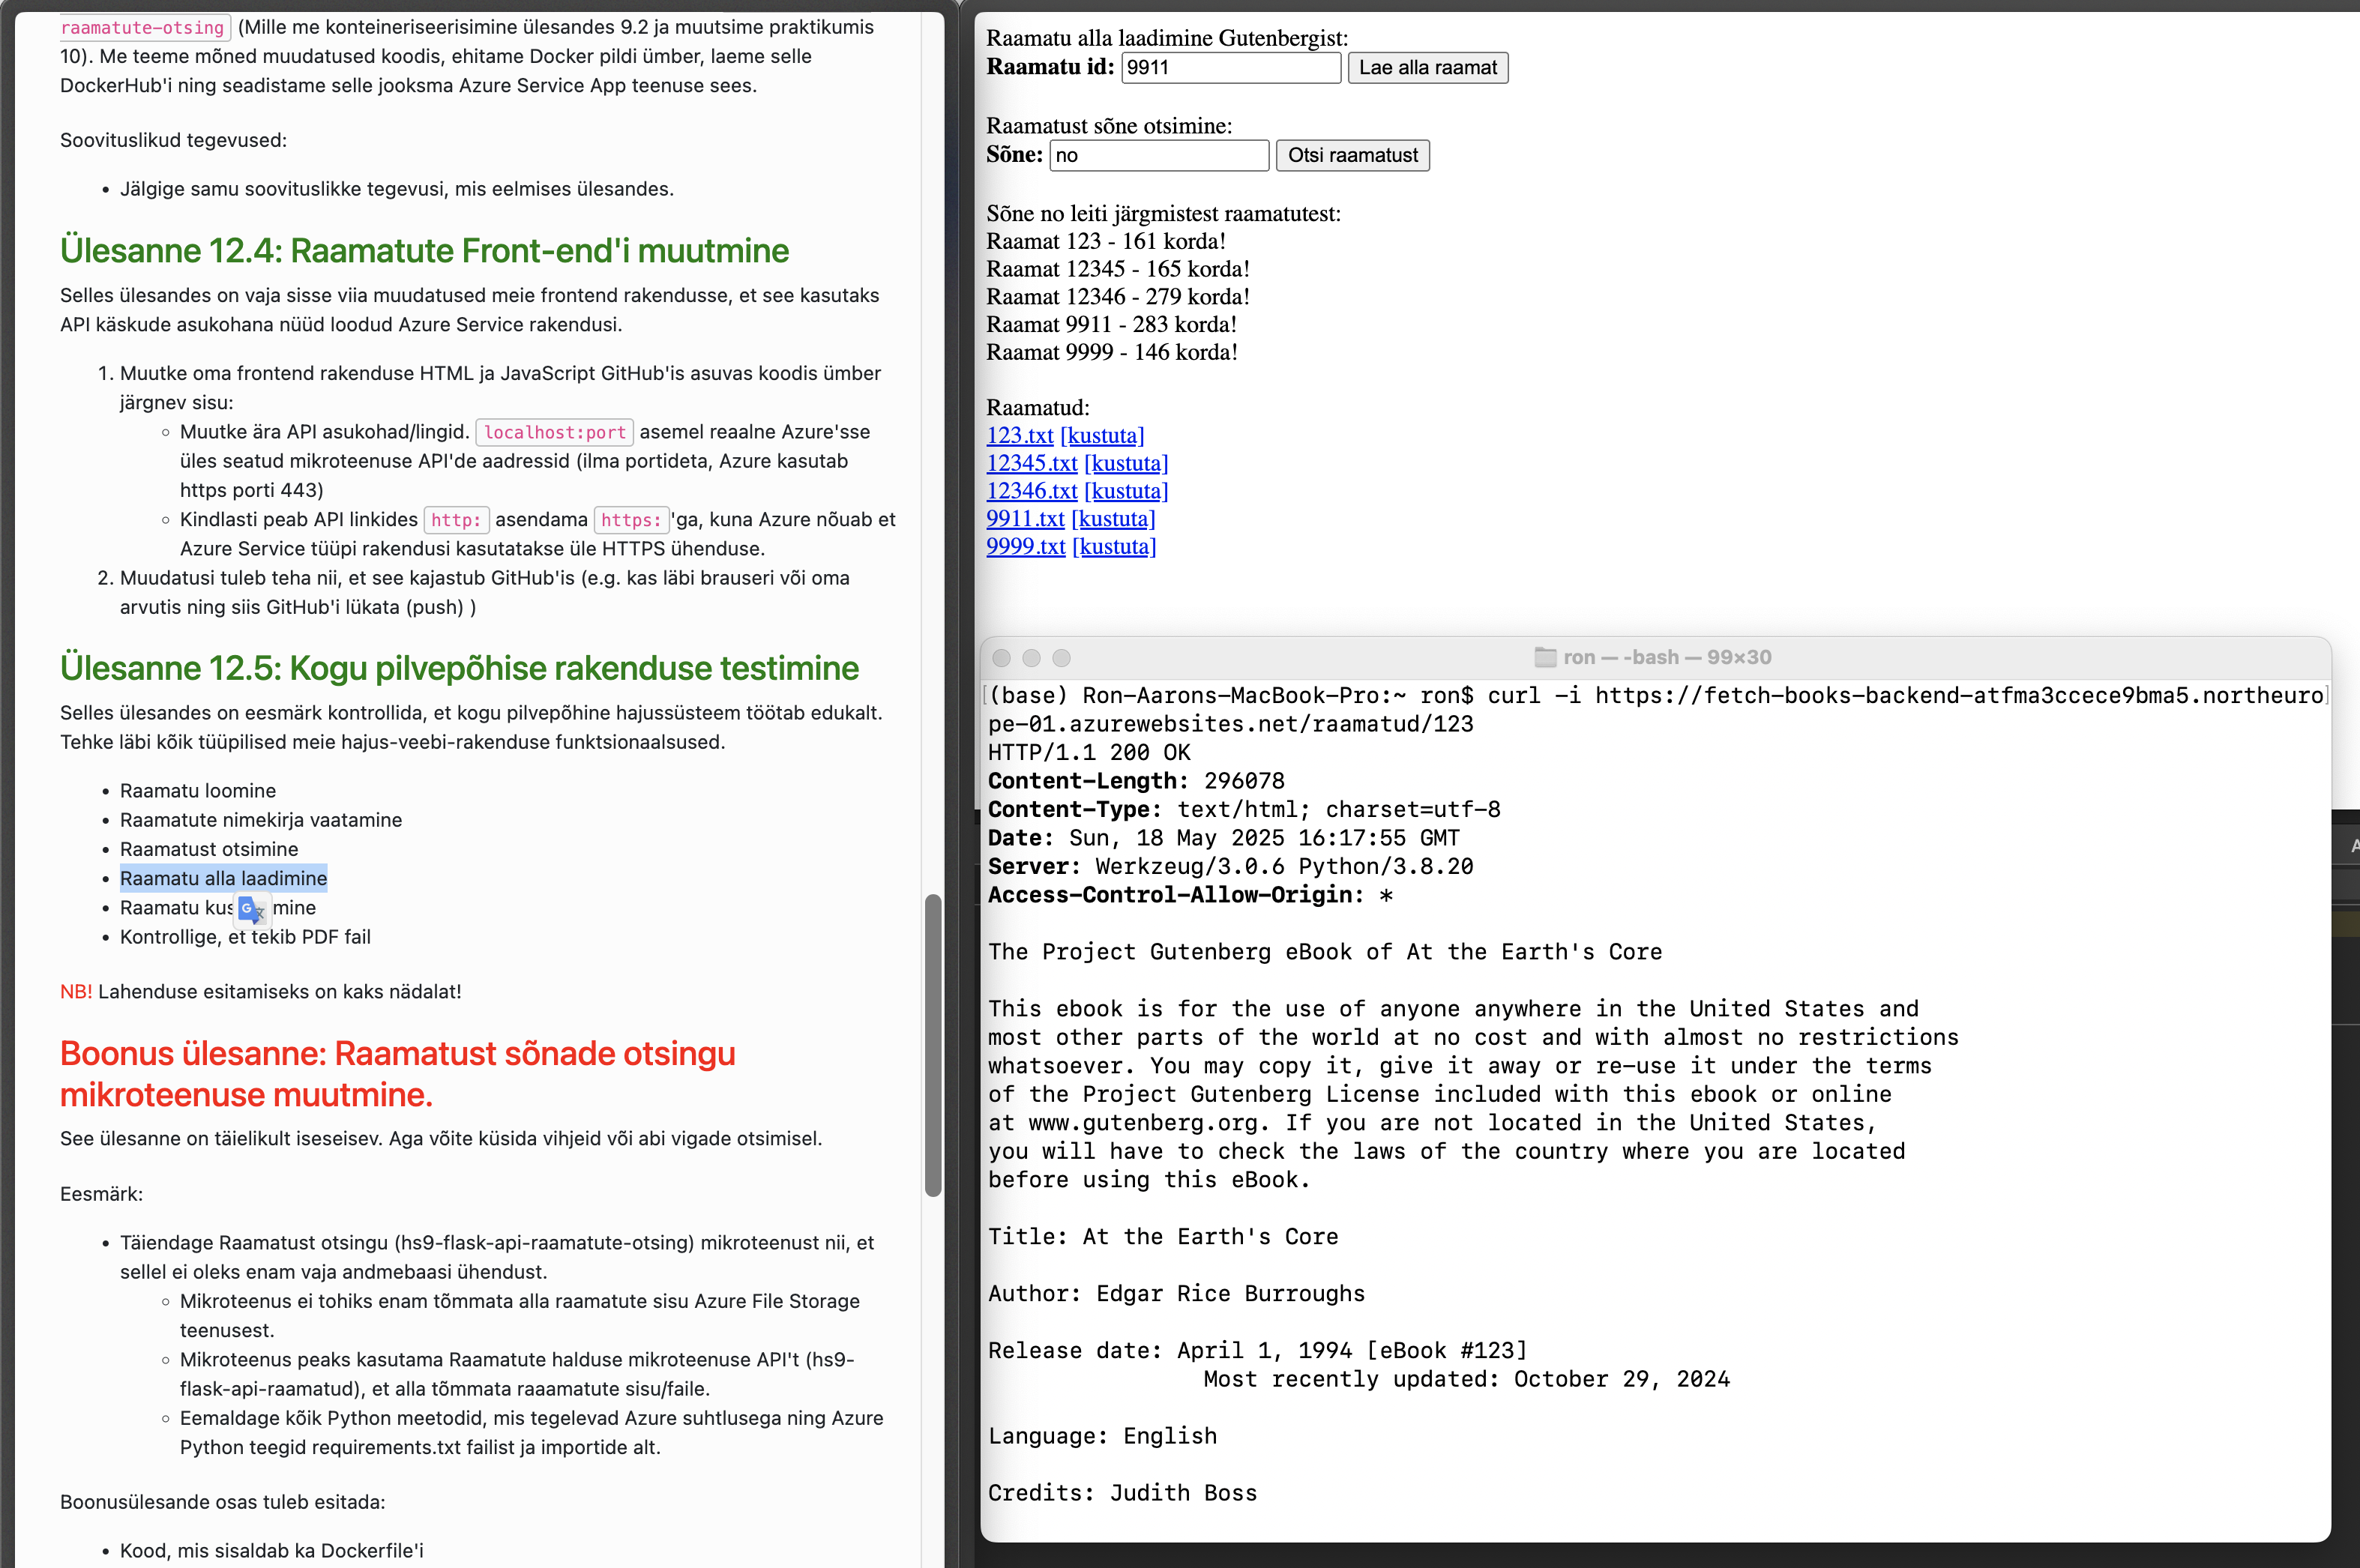 raamatute-otsing (Mille me konteineriseerisimine ülesandes 9.2 ja muutsime praktikumis
10). Me teeme mõned muudatused koodis, ehitame Docker pildi ümber, laeme selle
DockerHub'i ning seadistame selle jooksma Azure Service App teenuse sees.
Soovituslikud tegevused:
• Jälgige samu soovituslikke tegevusi, mis eelmises ülesandes.
Ülesanne 12.4: Raamatute Front-end'i muutmine
Selles ülesandes on vaja sisse viia muudatused meie frontend rakendusse, et see kasutaks
API käskude asukohana nüüd loodud Azure Service rakendusi.
1. Muutke oma frontend rakenduse HTML ja JavaScript GitHub'is asuvas koodis ümber
järgnev sisu:
◦ Muutke ära API asukohad/lingid. localhost:port asemel reaalne Azure'sse
üles seatud mikroteenuse API'de aadressid (ilma portideta, Azure kasutab
https porti 443)
◦ Kindlasti peab API linkides http: asendama https: 'ga, kuna Azure nõuab et
Azure Service tüüpi rakendusi kasutatakse üle HTTPS ühenduse.
2. Muudatusi tuleb teha nii, et see kajastub GitHub'is (e.g. kas läbi brauseri või oma
arvutis ning siis GitHub'i lükata (push) )
Ülesanne 12.5: Kogu pilvepõhise rakenduse testimine
Selles ülesandes on eesmärk kontrollida, et kogu pilvepõhine hajussüsteem töötab edukalt.
Tehke läbi kõik tüüpilised meie hajus-veebi-rakenduse funktsionaalsused.
• Raamatu loomine
• Raamatute nimekirja vaatamine
• Raamatust otsimine
• Raamatu alla laadimine
• Raamatu kus mine
• Kontrollige, et tekib PDF fail
NB! Lahenduse esitamiseks on kaks nädalat!
Boonus ülesanne: Raamatust sõnade otsingu
mikroteenuse muutmine.
See ülesanne on täielikult iseseisev. Aga võite küsida vihjeid või abi vigade otsimisel.
Eesmärk:
• Täiendage Raamatust otsingu (hs9-flask-api-raamatute-otsing) mikroteenust nii, et
sellel ei oleks enam vaja andmebaasi ühendust.
◦ Mikroteenus ei tohiks enam tõmmata alla raamatute sisu Azure File Storage
teenusest.
◦ Mikroteenus peaks kasutama Raamatute halduse mikroteenuse API't (hs9-
flask-api-raamatud), et alla tõmmata raaamatute sisu/faile.
◦ Eemaldage kõik Python meetodid, mis tegelevad Azure suhtlusega ning Azure
Python teegid requirements.txt failist ja importide alt.
Boonusülesande osas tuleb esitada:
• Kood, mis sisaldab ka Dockerfile'i
Raamatu alla laadimine Gutenbergist:
Raamatu id: 9911 Lae alla raamat
Raamatust sõne otsimine:
Sõne: no Otsi raamatust
Sõne no leiti järgmistest raamatutest:
Raamat 123 - 161 korda!
Raamat 12345 - 165 korda!
Raamat 12346 - 279 korda!
Raamat 9911 - 283 korda!
Raamat 9999 - 146 korda!
Raamatud:
123.txt [kustuta]
12345.txt [kustuta]
12346.txt [kustuta]
9911.txt [kustuta]
9999.txt [kustuta]
ron — -bash — 99×30
[(base) Ron-Aarons-MacBook-Pro:~ ron$ curl -i https://fetch-books-backend-atfma3ccece9bma5.northeuro]
pe-01.azurewebsites.net/raamatud/123
HTTP/1.1 200 OK
Content-Length: 296078
Content-Type: text/html; charset=utf-8
Date: Sun, 18 May 2025 16:17:55 GMT
Server: Werkzeug/3.0.6 Python/3.8.20
Access-Control-Allow-Origin: *
The Project Gutenberg eBook of At the Earth's Core
This ebook is for the use of anyone anywhere in the United States and
most other parts of the world at no cost and with almost no restrictions
whatsoever. You may copy it, give it away or re-use it under the terms
of the Project Gutenberg License included with this ebook or online
at www.gutenberg.org. If you are not located in the United States,
you will have to check the laws of the country where you are located
before using this eBook.
Title: At the Earth's Core
Author: Edgar Rice Burroughs
Release date: April 1, 1994 [eBook #123]
Most recently updated: October 29, 2024
Language: English
Credits: Judith Boss